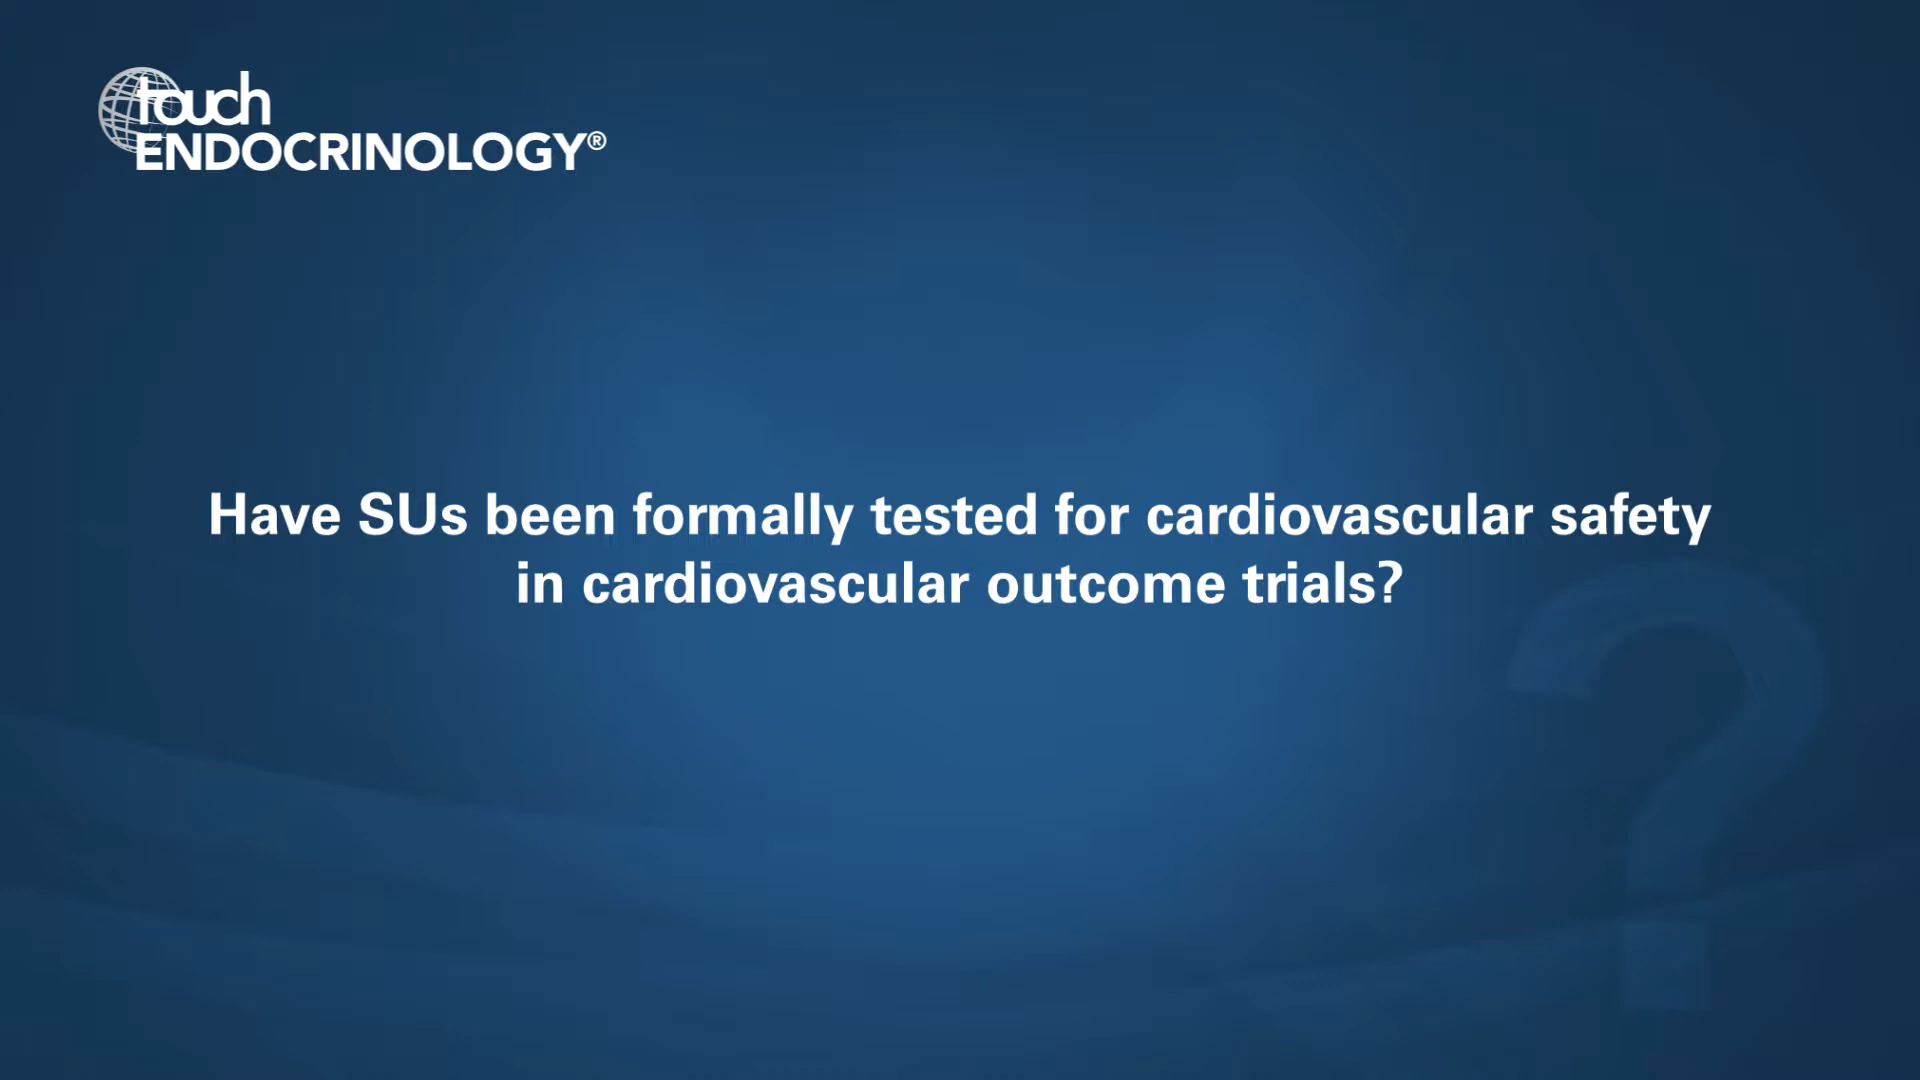 touch
ENDOCRINOLOGY®
Have SUs been formally tested for cardiovascular safety
in cardiovascular outcome trials?